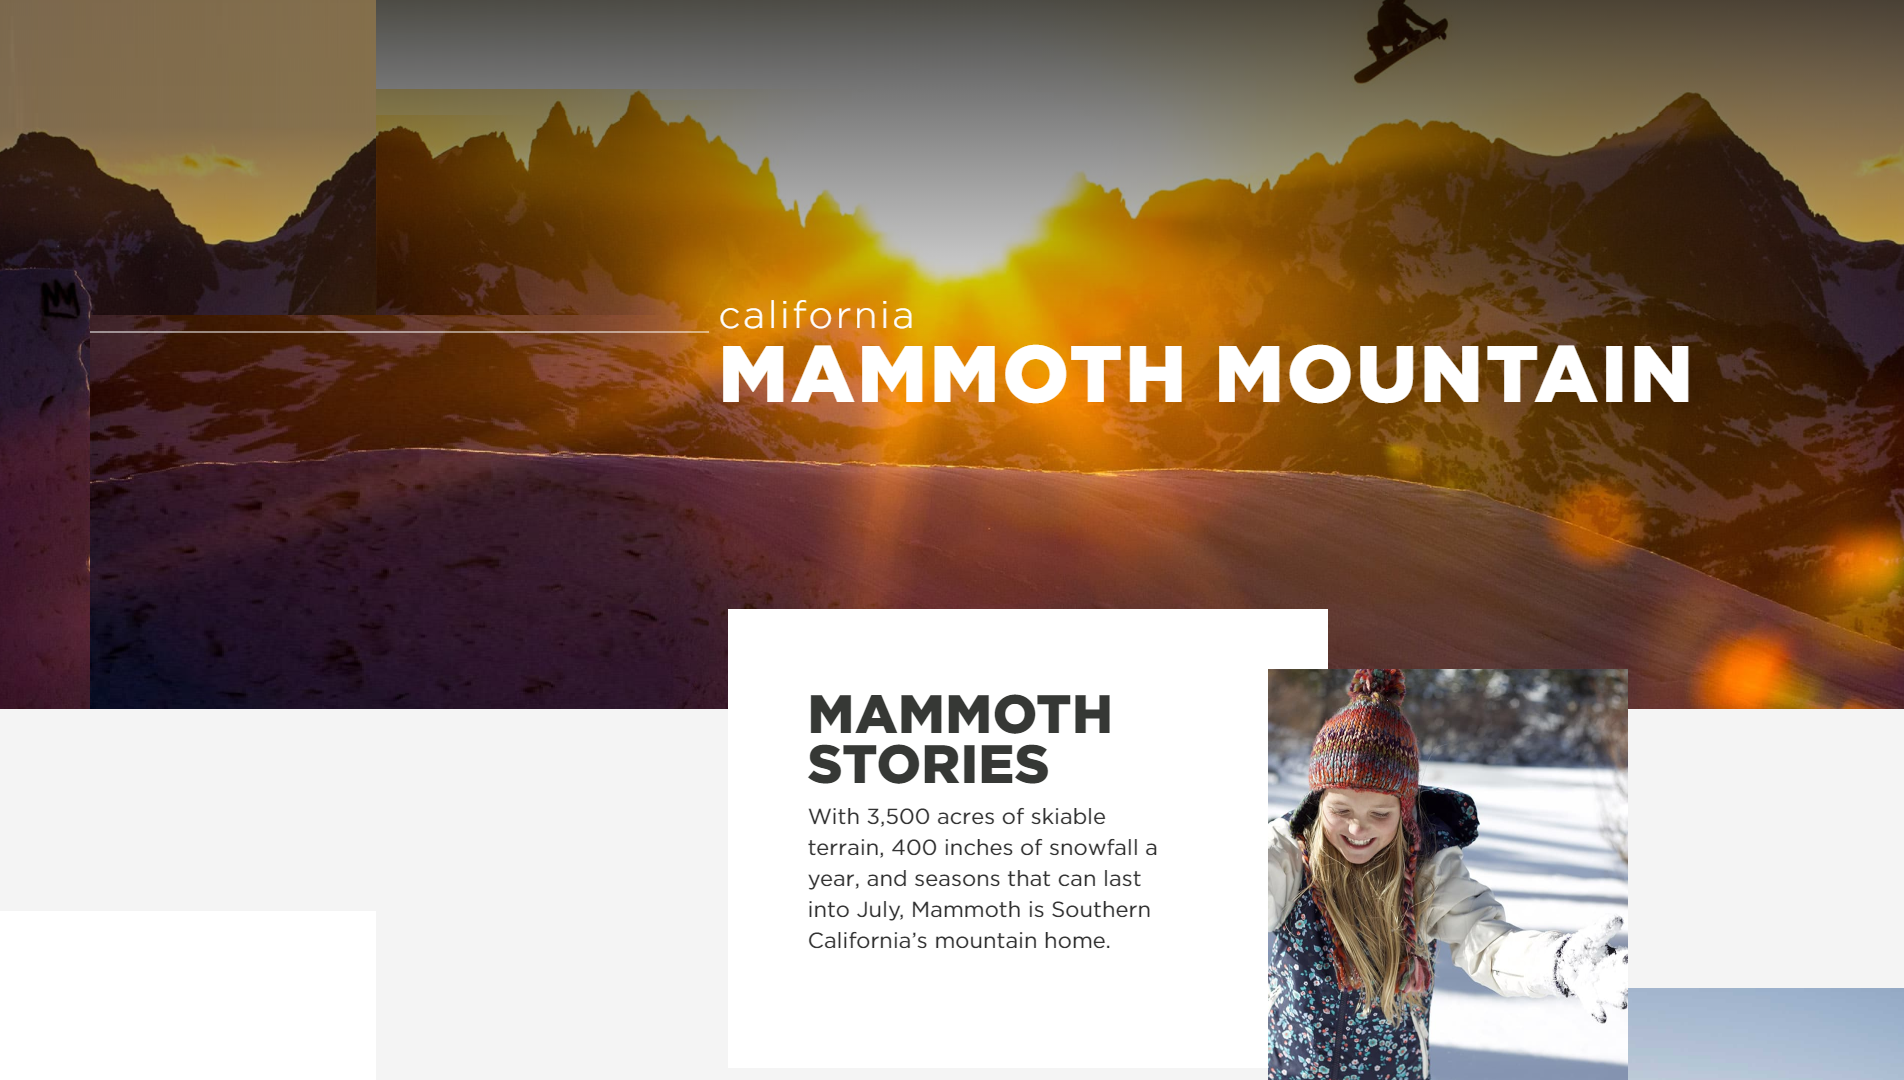 california
MAMMOTH MOUNTAIN
MAMMOTH
STORIES
With 3,500 acres of skiable
terrain, 400 inches of snowfall a
year, and seasons that can last
into July, Mammoth is Southern
California’s mountain home.